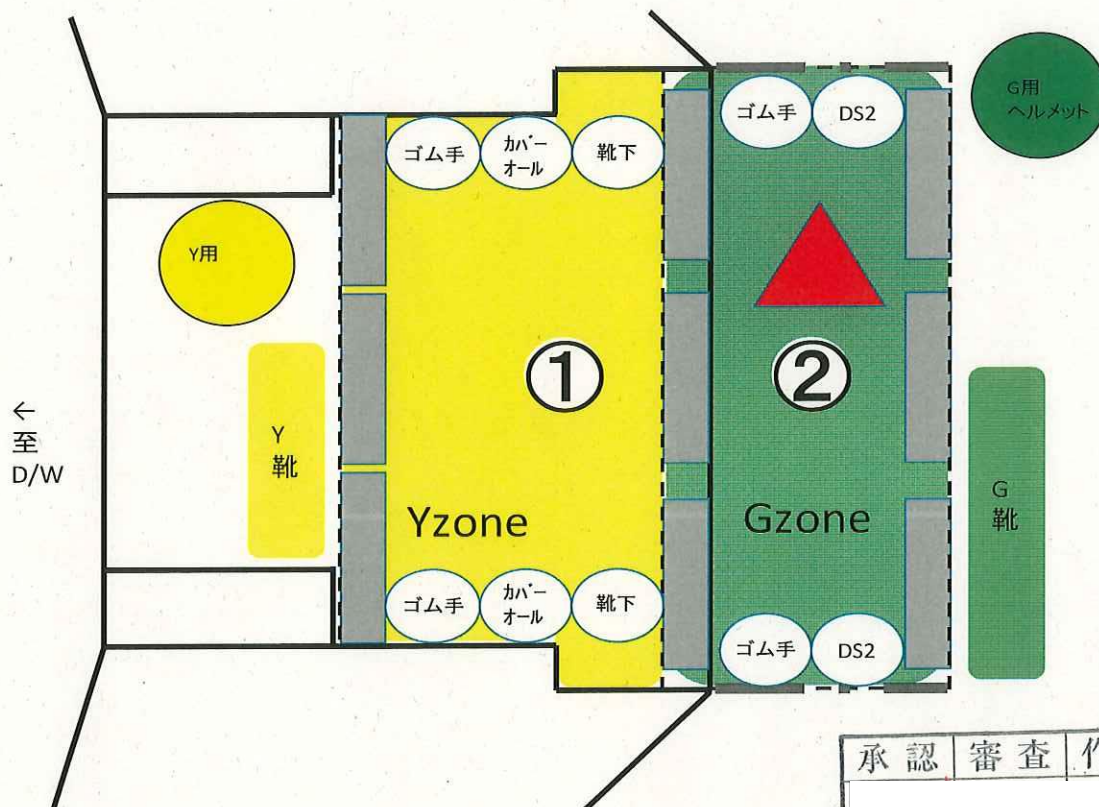 ゴム手
DS2
G用
ヘルメット
ゴム手
カバー
オール
靴下
Y用
①
②
←
至
D/W
Y
靴
G
靴
Yzone
Gzone
ゴム手
カバー
オール
靴下
ゴム手
DS2
承認 審査 作